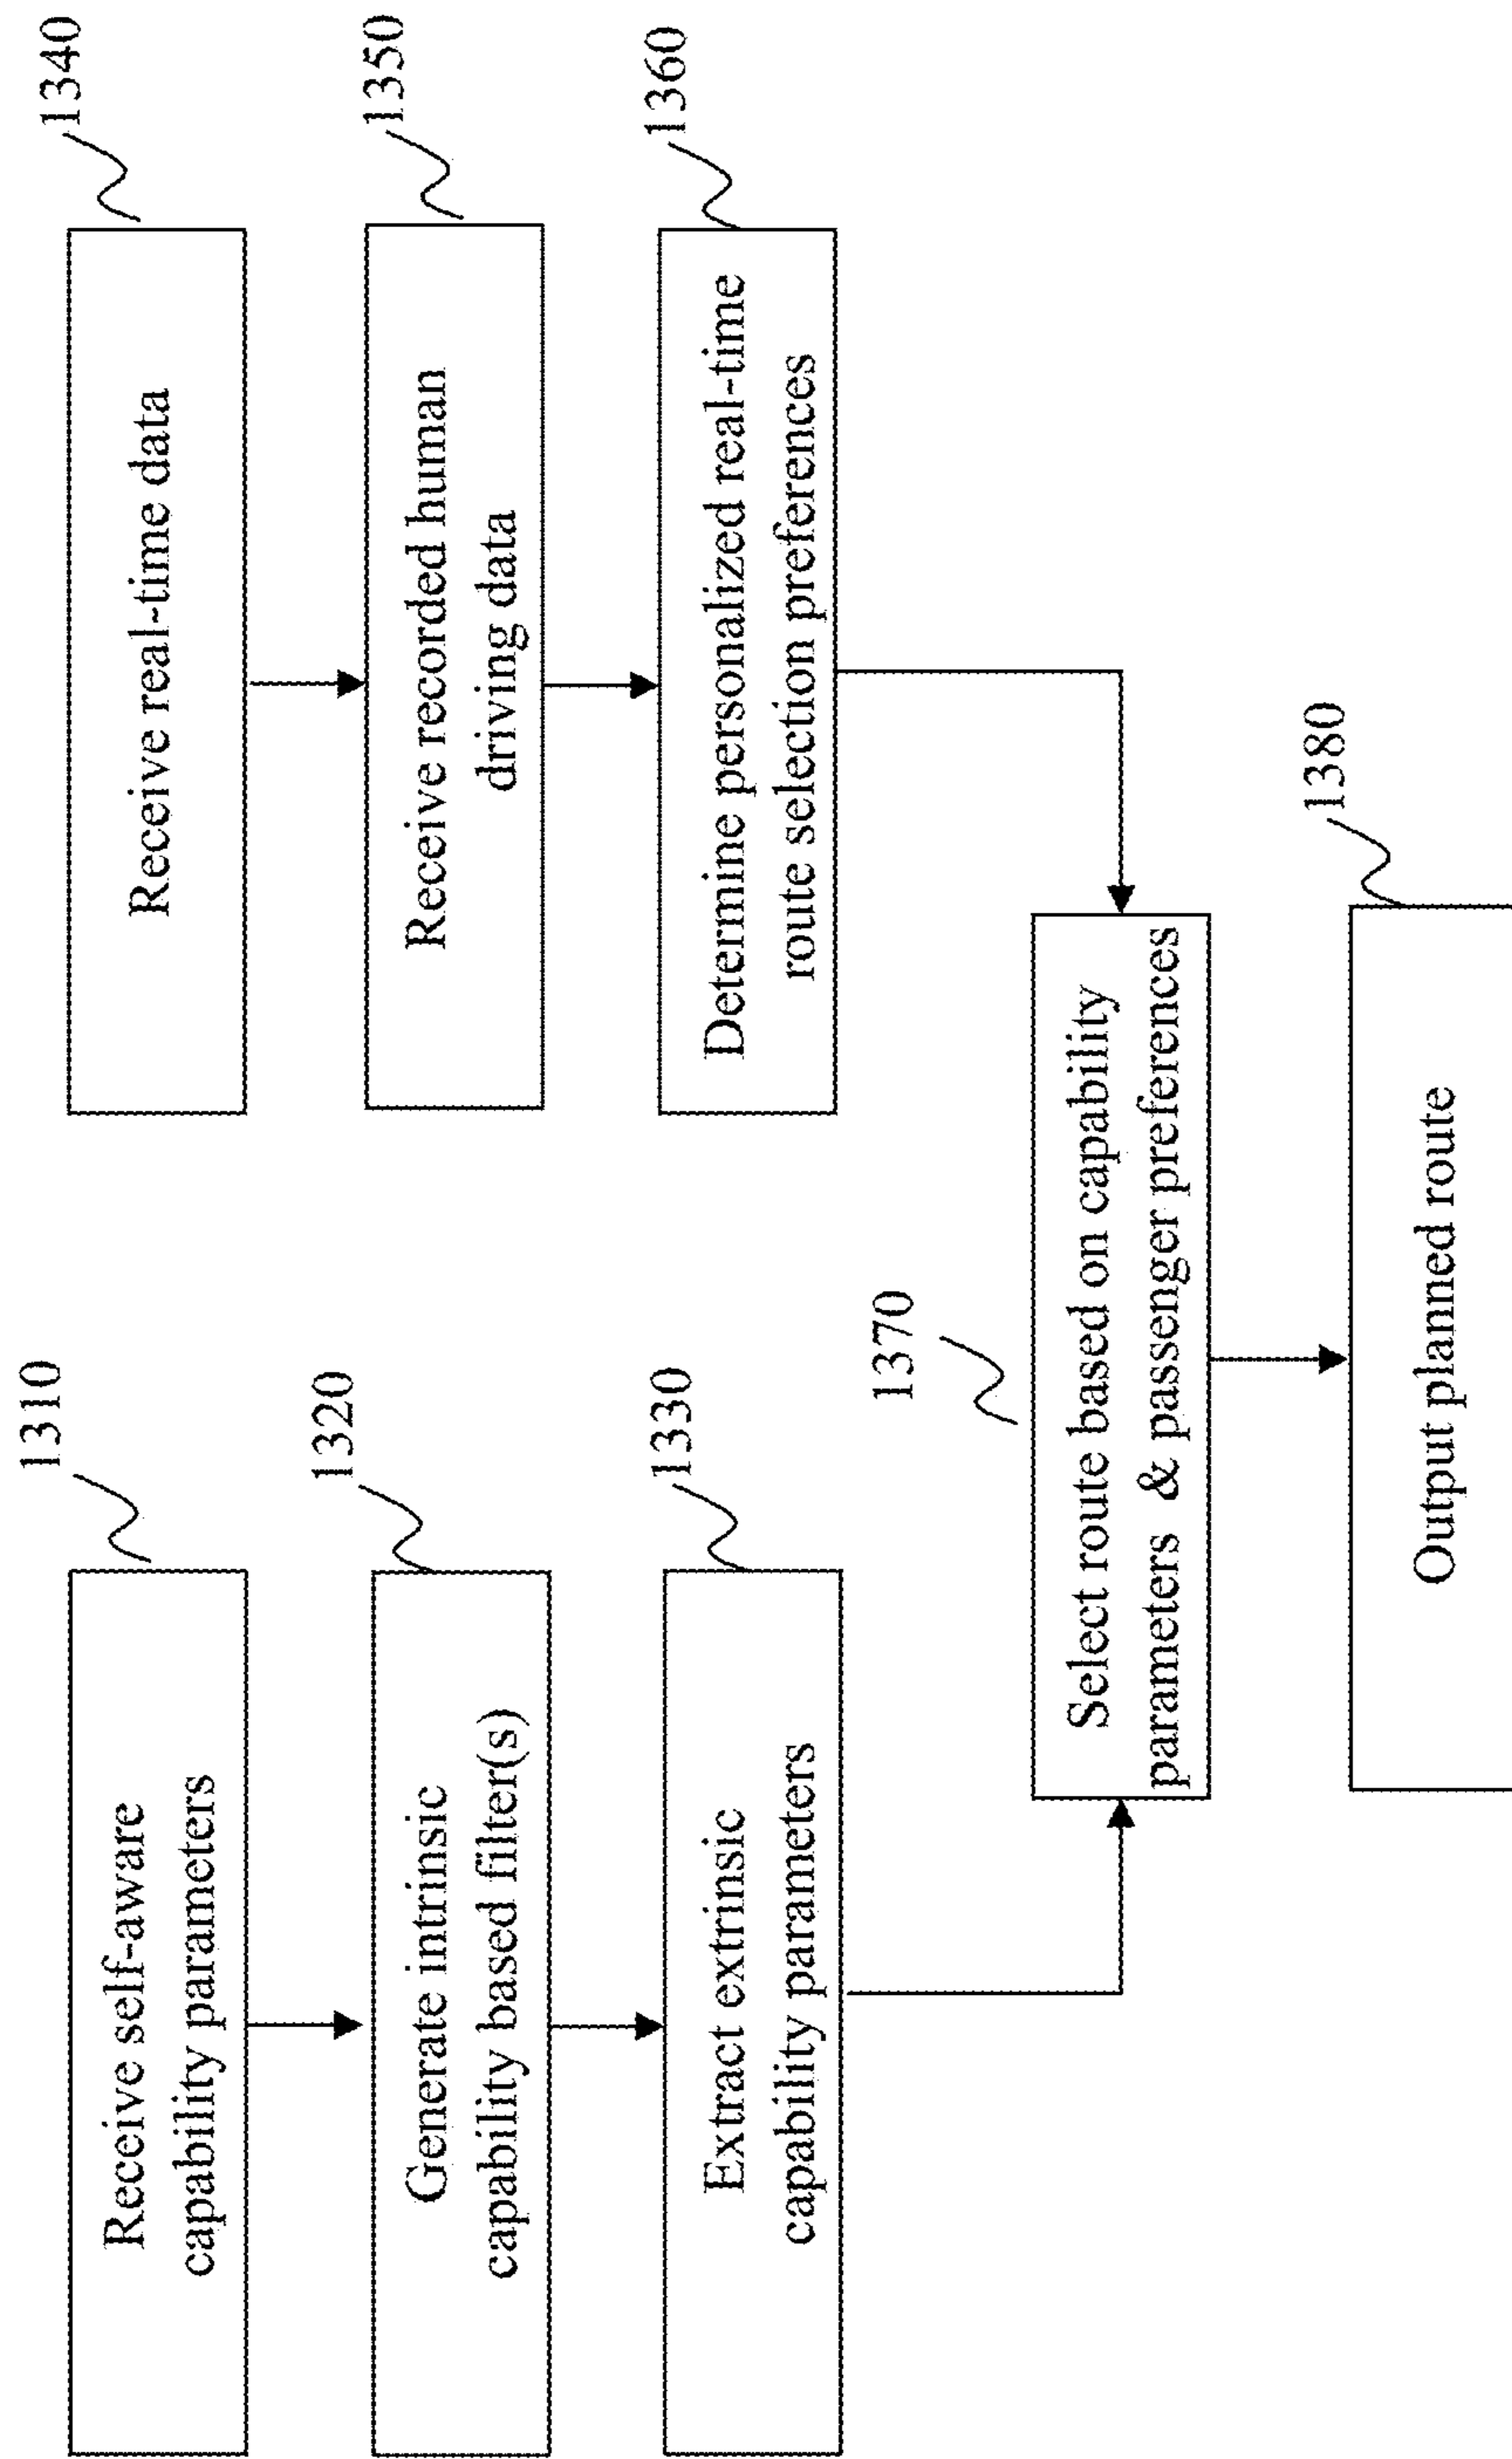 1310
Receive self-aware
capability parameters
1320
Generate intrinsic
capability based filter(s)
1330
Extract extrinsic
capability parameters
1340
Receive real-time data
1350
Receive recorded human
driving data
1360
Determine personalized real-time
route selection preferences
1370
Select route based on capability
parameters & passenger preferences
1380
Output planned route